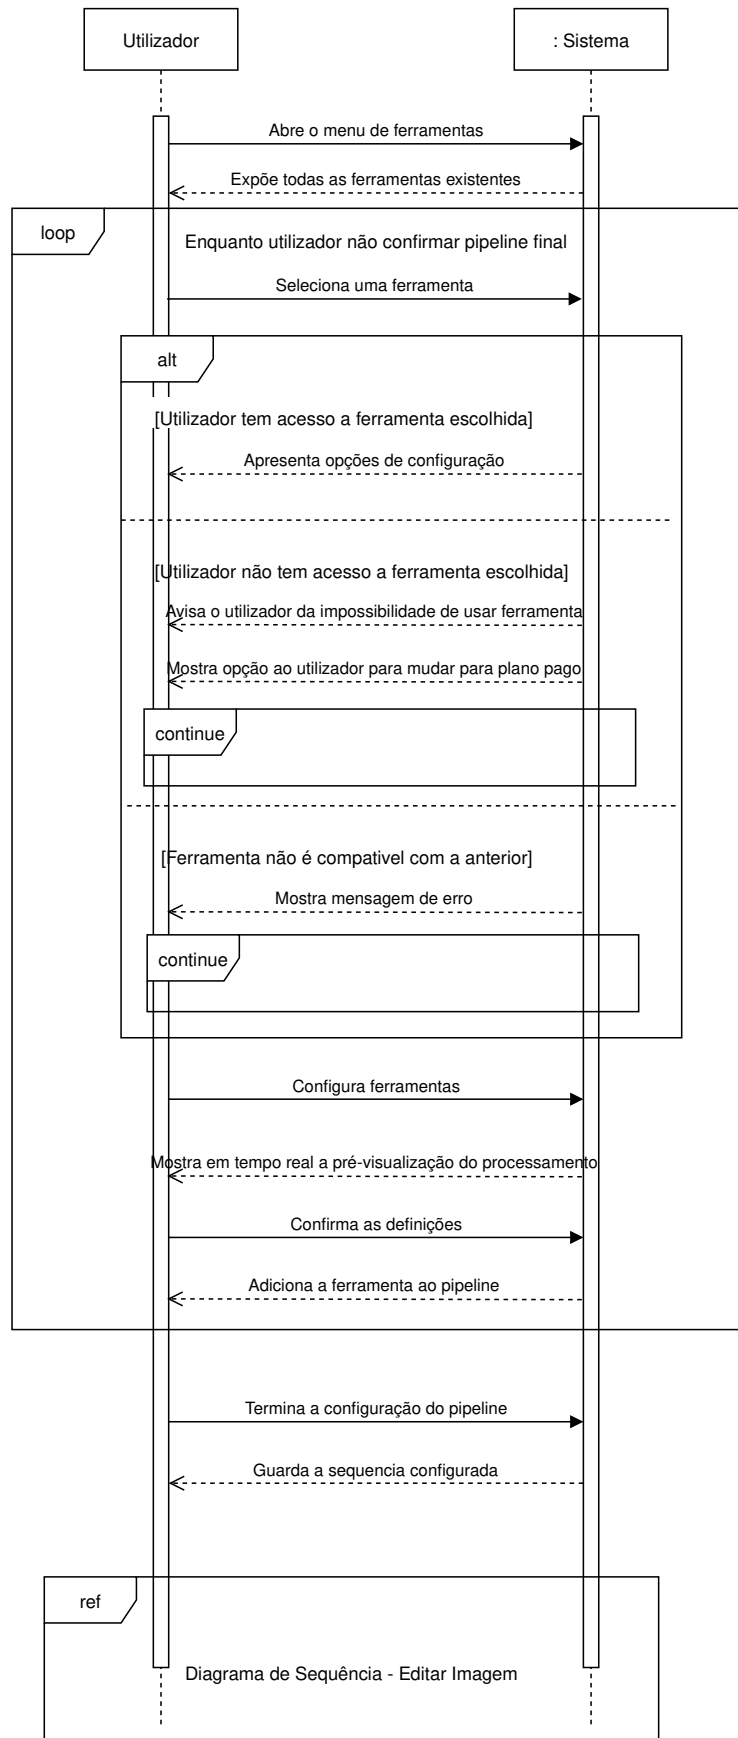 Utilizador
: Sistema
Abre o menu de ferramentas
Expõe todas as ferramentas existentes
loop
Enquanto utilizador não confirmar pipeline final
Seleciona uma ferramenta
alt
[Utilizador tem acesso a ferramenta escolhida]
Apresenta opções de configuração
[Utilizador não tem acesso a ferramenta escolhida]
Avisa o utilizador da impossibilidade de usar ferramenta
Mostra opção ao utilizador para mudar para plano pago
continue
[Ferramenta não é compativel com a anterior]
Mostra mensagem de erro
continue
Configura ferramentas
Mostra em tempo real a pré-visualização do processamento
Confirma as definições
Adiciona a ferramenta ao pipeline
Termina a configuração do pipeline
Guarda a sequencia configurada
ref
Diagrama de Sequência - Editar Imagem